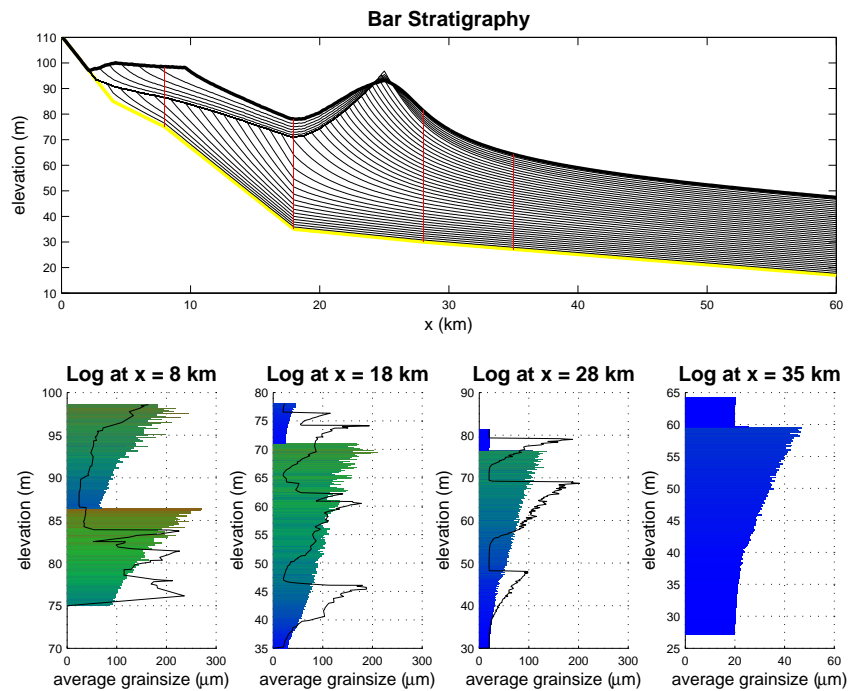 Bar Stratigraphy
110
100
90
80
70
60
50
40
30
20
10
elevation (m)
0 10 20 30 40 50 60
x (km)
Log at x = 8 km
100
95
90
85
80
75
70
elevation (m)
0 100 200 300
average grainsize (μm)
Log at x = 18 km
80
75
70
65
60
55
50
45
40
35
elevation (m)
0 100 200 300
average grainsize (μm)
Log at x = 28 km
90
80
70
60
50
40
30
elevation (m)
0 100 200 300
average grainsize (μm)
Log at x = 35 km
65
60
55
50
45
40
35
30
25
elevation (m)
0 20 40 60
average grainsize (μm)